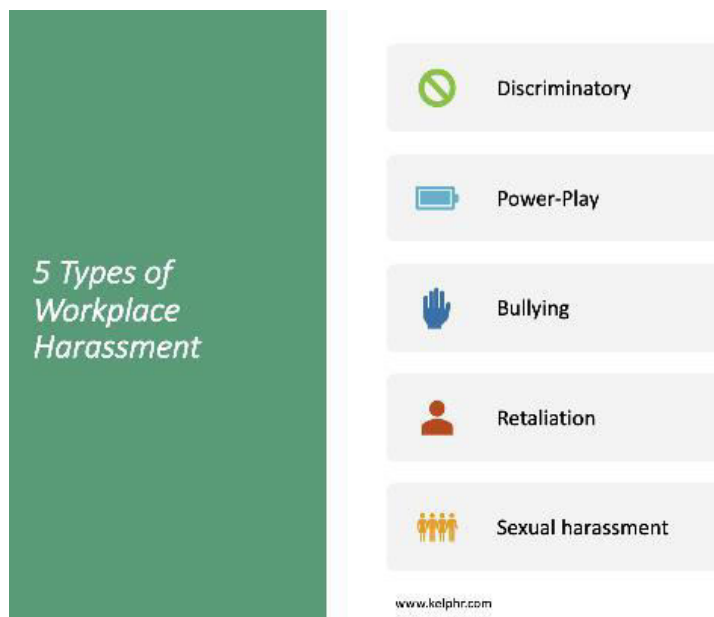 5 Types of
Workplace
Harassment
Discriminatory
Power-Play
Bullying
Retaliation
Sexual harassment
www.kelphr.com